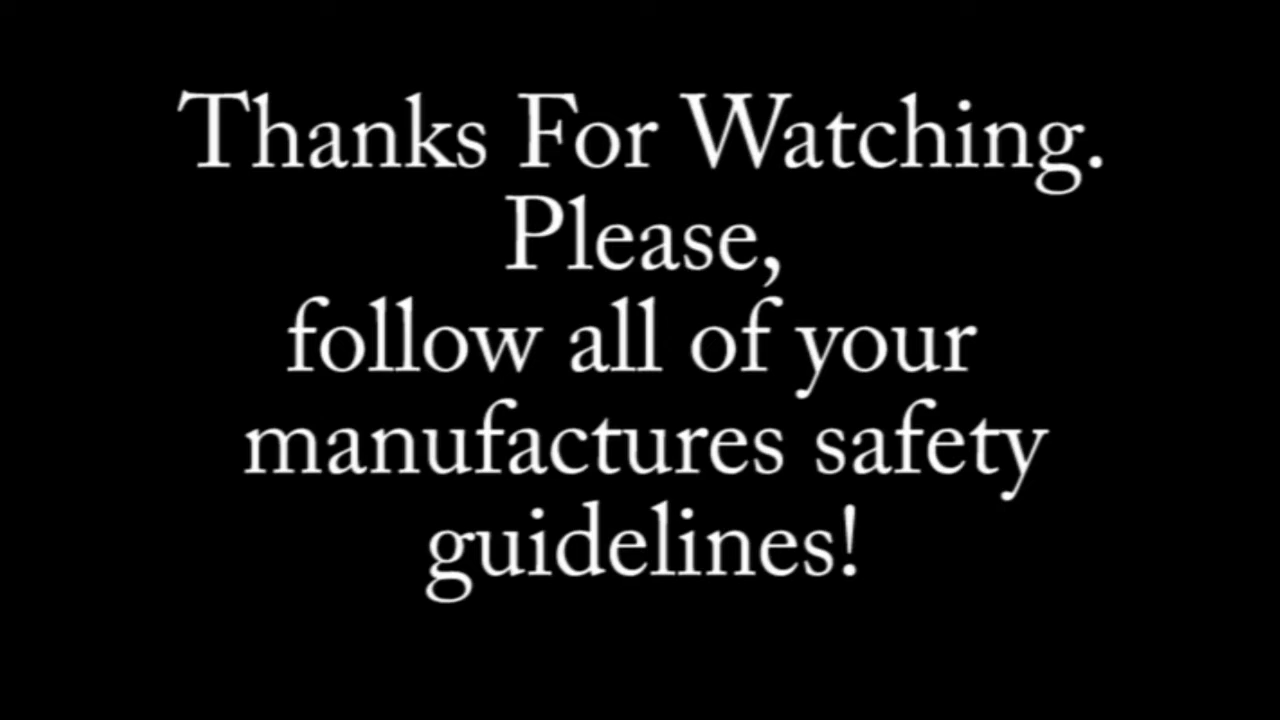 Thanks For Watching.
Please,
follow all of your
manufactures safety
guidelines!